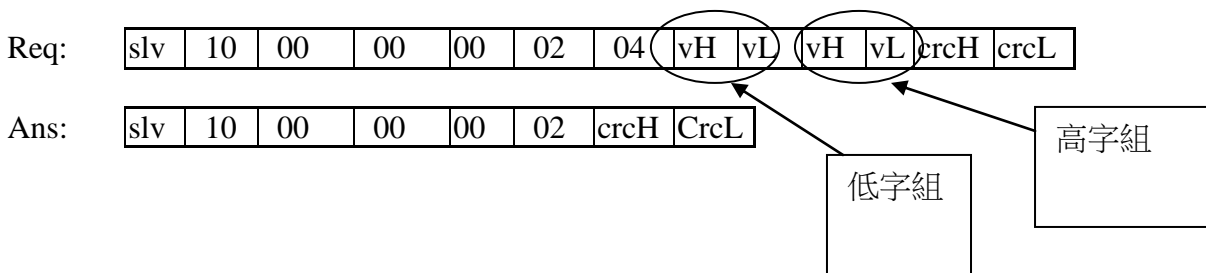 Req: slv 10 00 00 00 02 04 vH vL vH vL crcH crcL
Ans: slv 10 00 00 00 02 crcH CrcL
高字組
低字組